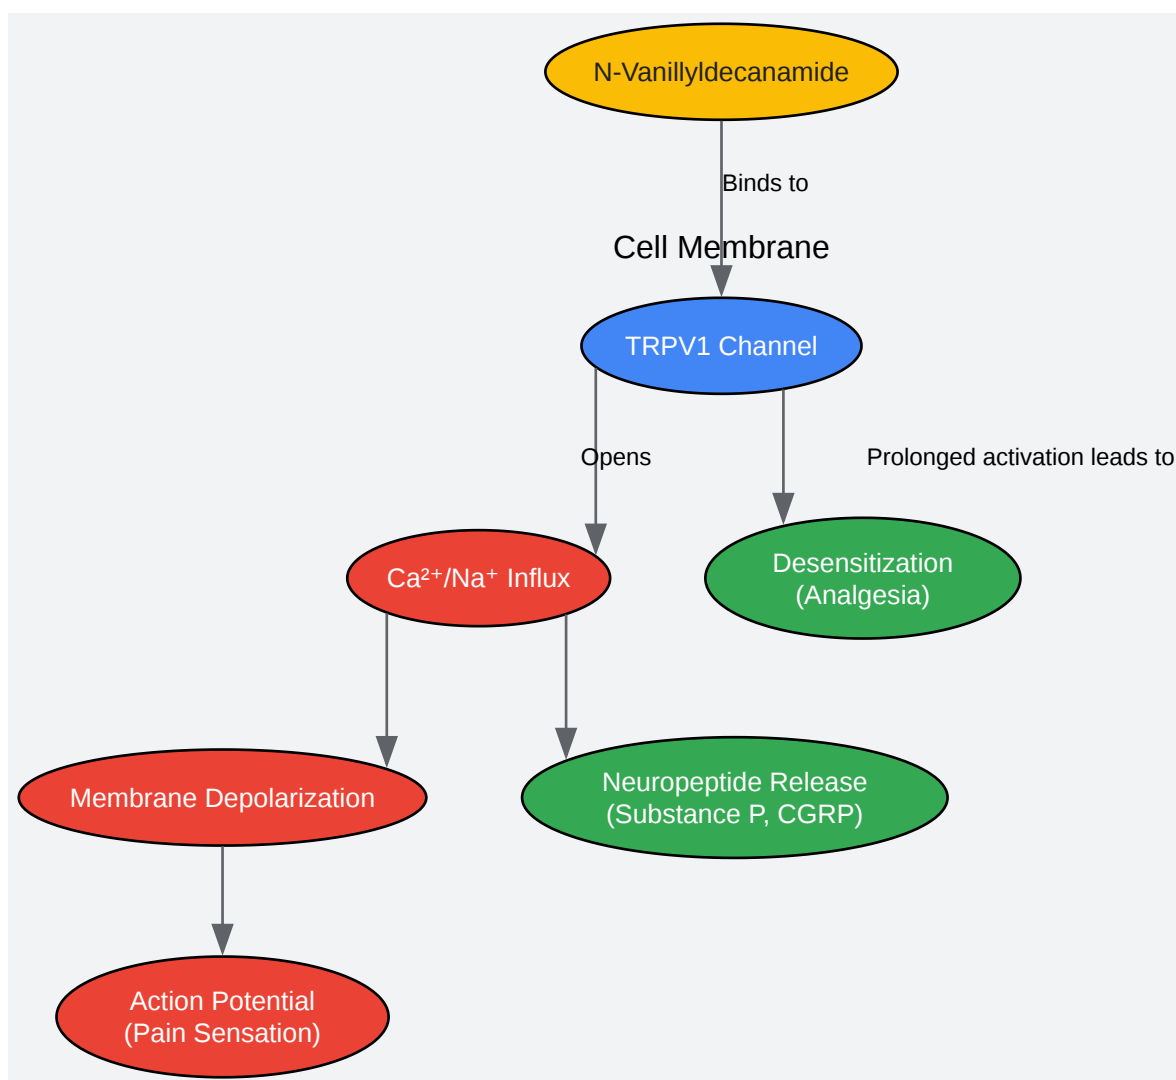 N-Vanillyldecanamide
Binds to
Cell Membrane
TRPV1 Channel
Opens
Prolonged activation leads to
Ca²⁺/Na⁺ Influx
Desensitization
(Analgesia)
Membrane Depolarization
Neuropeptide Release
(Substance P, CGRP)
Action Potential
(Pain Sensation)